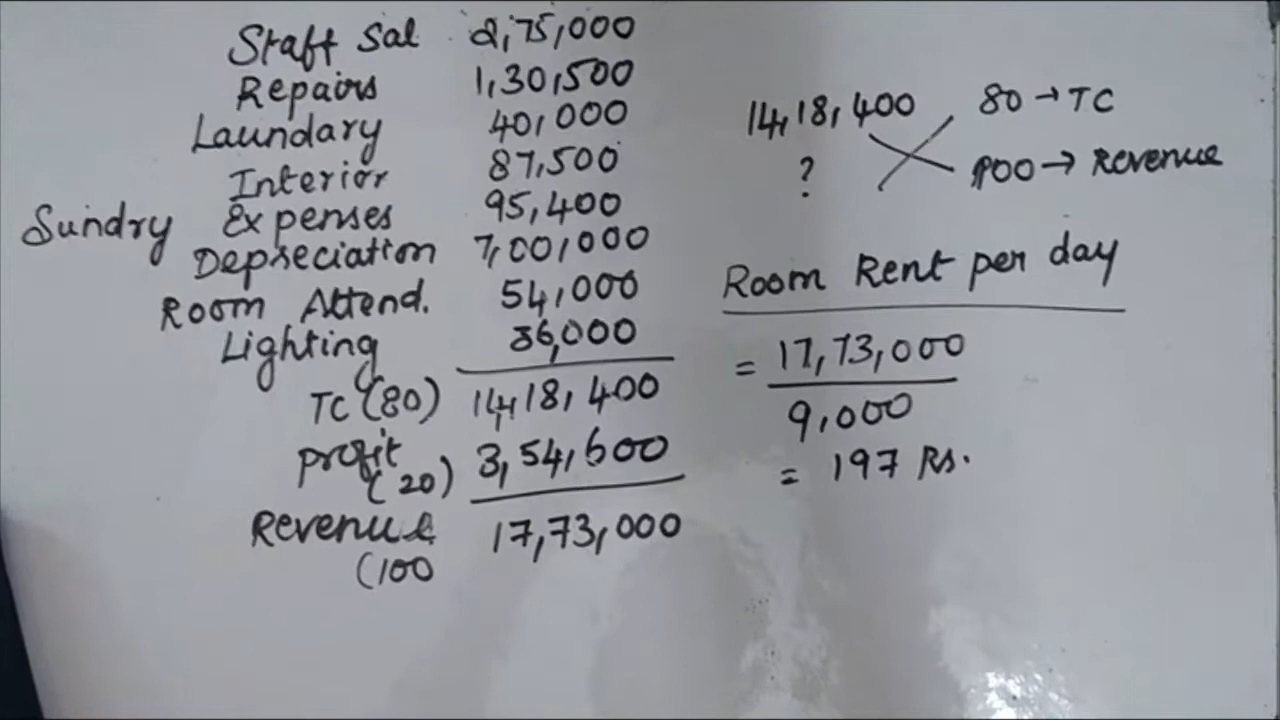 Staff Sal 2,75,000
Repairs 1,30,500
Laundary 40,000
Interior 87,500
Sundry Expenses 95,400
Depreciation 7,00,000
Room Attend. 54,000
Lighting 36,000
TC (80) 14,18,400
Profit (20) 3,54,600
Revenue (100 17,73,000
14,18,400 80 → TC
? 100 → Revenue
Room Rent per day
= 17,73,000
9,000
= 197 Rs.